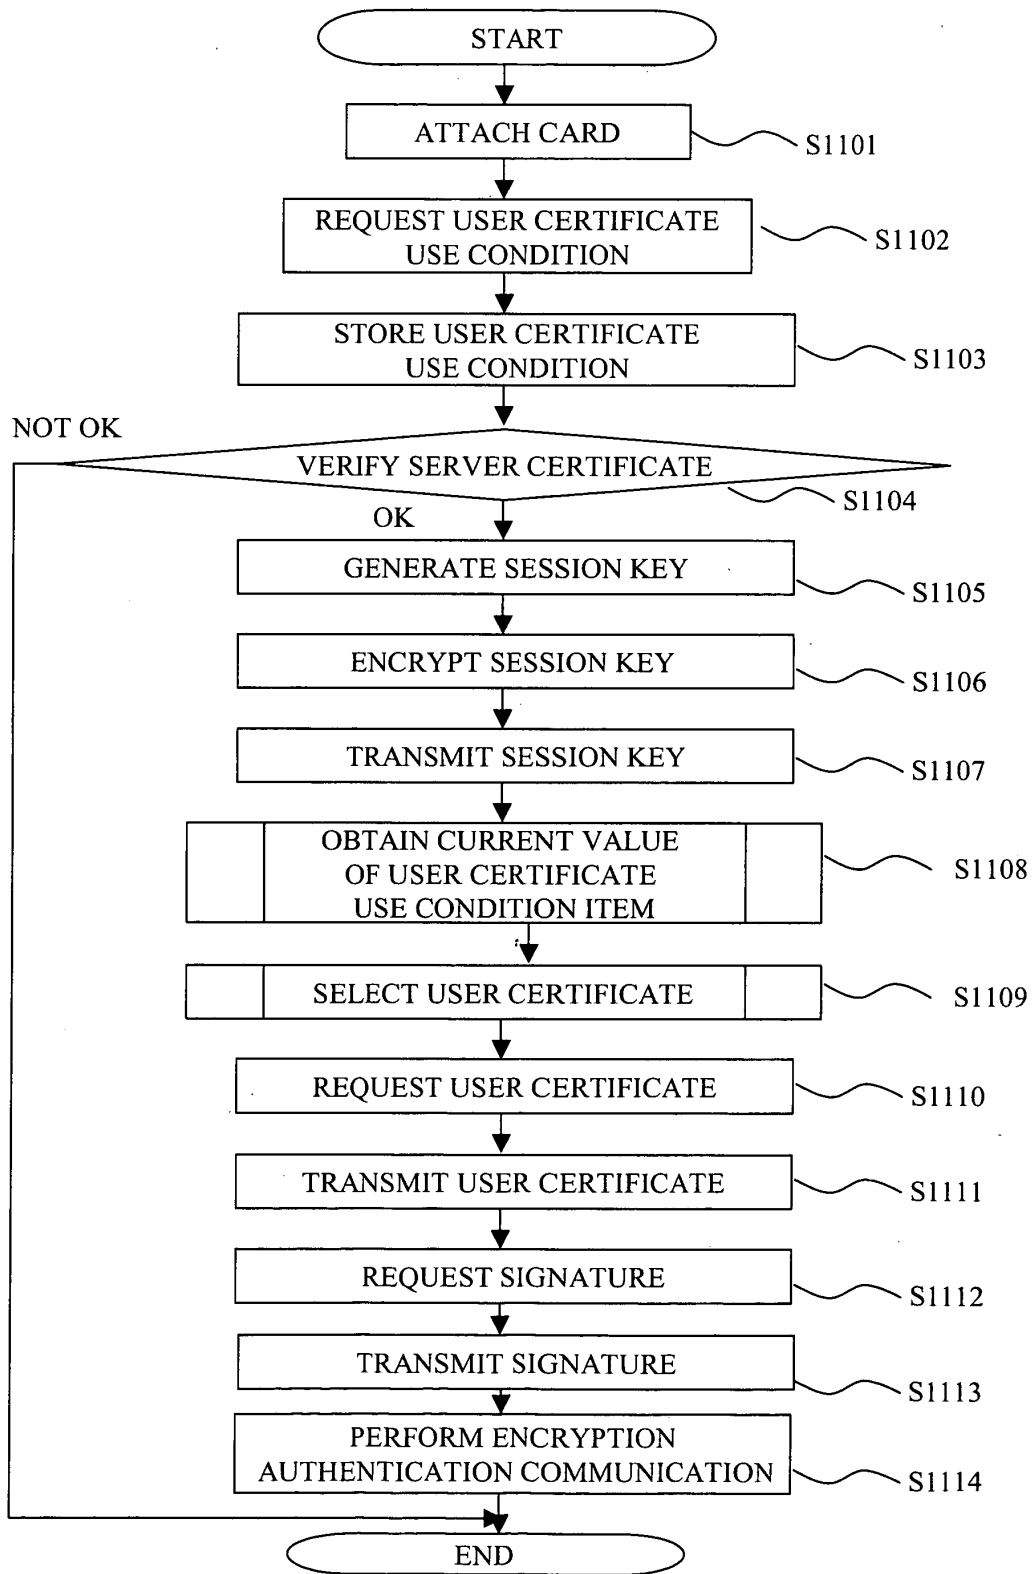 START
ATTACH CARD
S1101
REQUEST USER CERTIFICATE
USE CONDITION
S1102
STORE USER CERTIFICATE
USE CONDITION
S1103
NOT OK
VERIFY SERVER CERTIFICATE
S1104
OK
GENERATE SESSION KEY
S1105
ENCRYPT SESSION KEY
S1106
TRANSMIT SESSION KEY
S1107
OBTAIN CURRENT VALUE
OF USER CERTIFICATE
USE CONDITION ITEM
S1108
SELECT USER CERTIFICATE
S1109
REQUEST USER CERTIFICATE
S1110
TRANSMIT USER CERTIFICATE
S1111
REQUEST SIGNATURE
S1112
TRANSMIT SIGNATURE
S1113
PERFORM ENCRYPTION
AUTHENTICATION COMMUNICATION
S1114
END